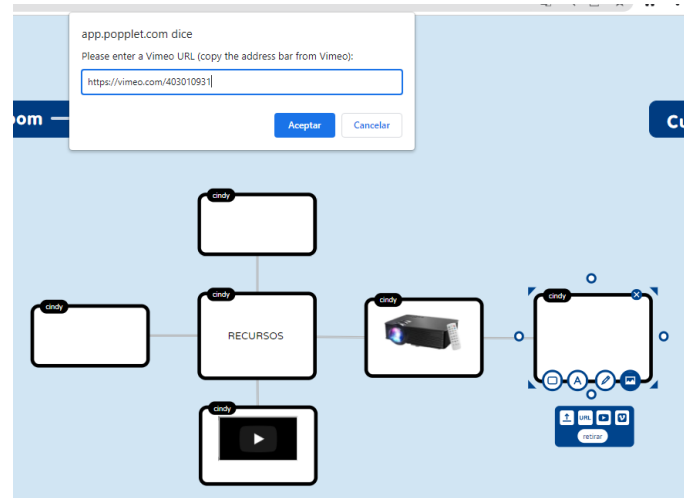 app.popplet.com dice
Please enter a Vimeo URL (copy the address bar from Vimeo):
https://vimeo.com/403010931
Aceptar
Cancelar
oom
Cu
cindy
cindy
cindy
RECURSOS
cindy
cindy
A
cindy
URL
retirar